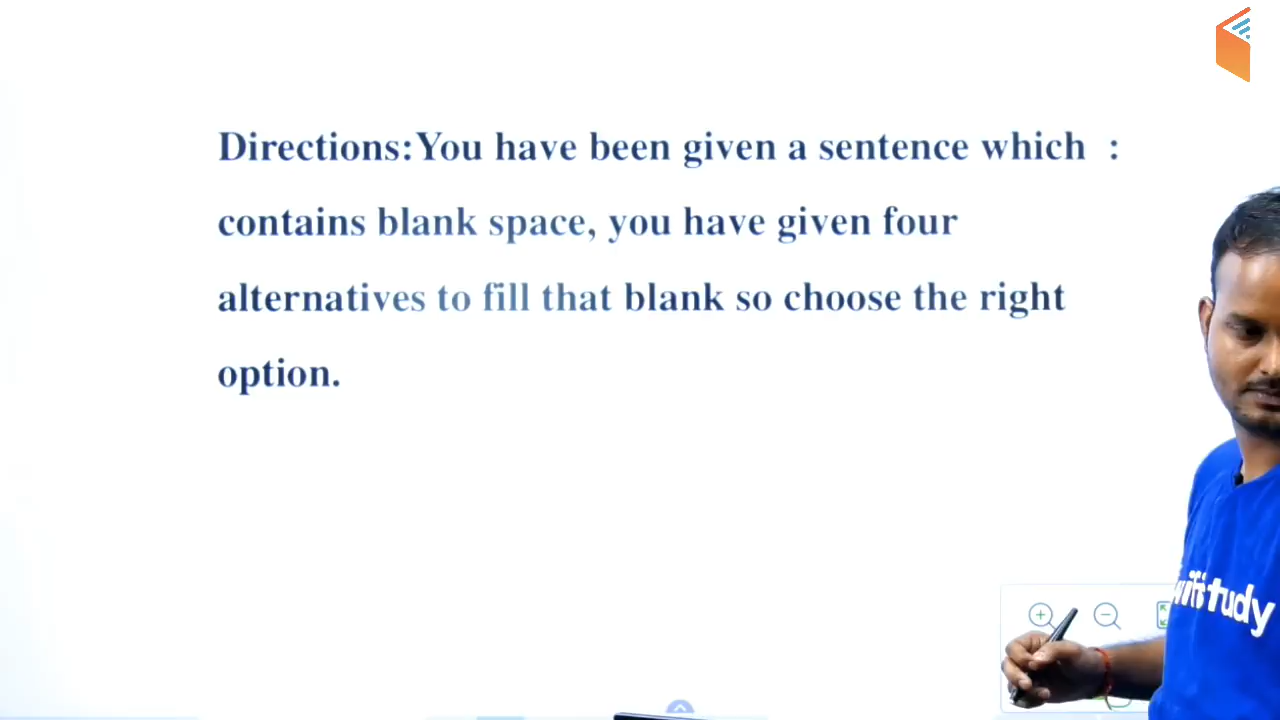 Directions:You have been given a sentence which :
contains blank space, you have given four
alternatives to fill that blank so choose the right
option.
wifistudy